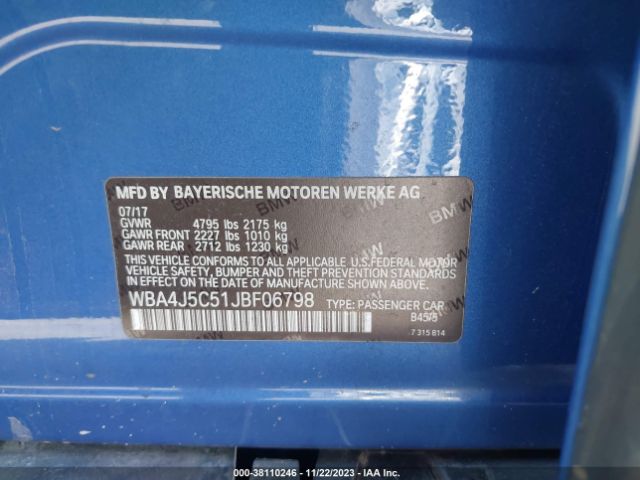 MFD BY BAYERISCHE MOTOREN WERKE AG
07/17
GVWR 4795 lbs 2175 kg
GAWR FRONT 2227 lbs 1010 kg
GAWR REAR 2712 lbs 1230 kg
THIS VEHICLE CONFORMS TO ALL APPLICABLE U.S.FEDERAL MOTOR
VEHICLE SAFETY, BUMPER AND THEFT PREVENTION STANDARDS IN
EFFECT ON THE DATE OF MANUFACTURE SHOWN ABOVE.
WBA4J5C51JBF06798 TYPE: PASSENGER CAR
B45/5
7 315 814
000-38110246 - 11/22/2023 - IAA Inc.